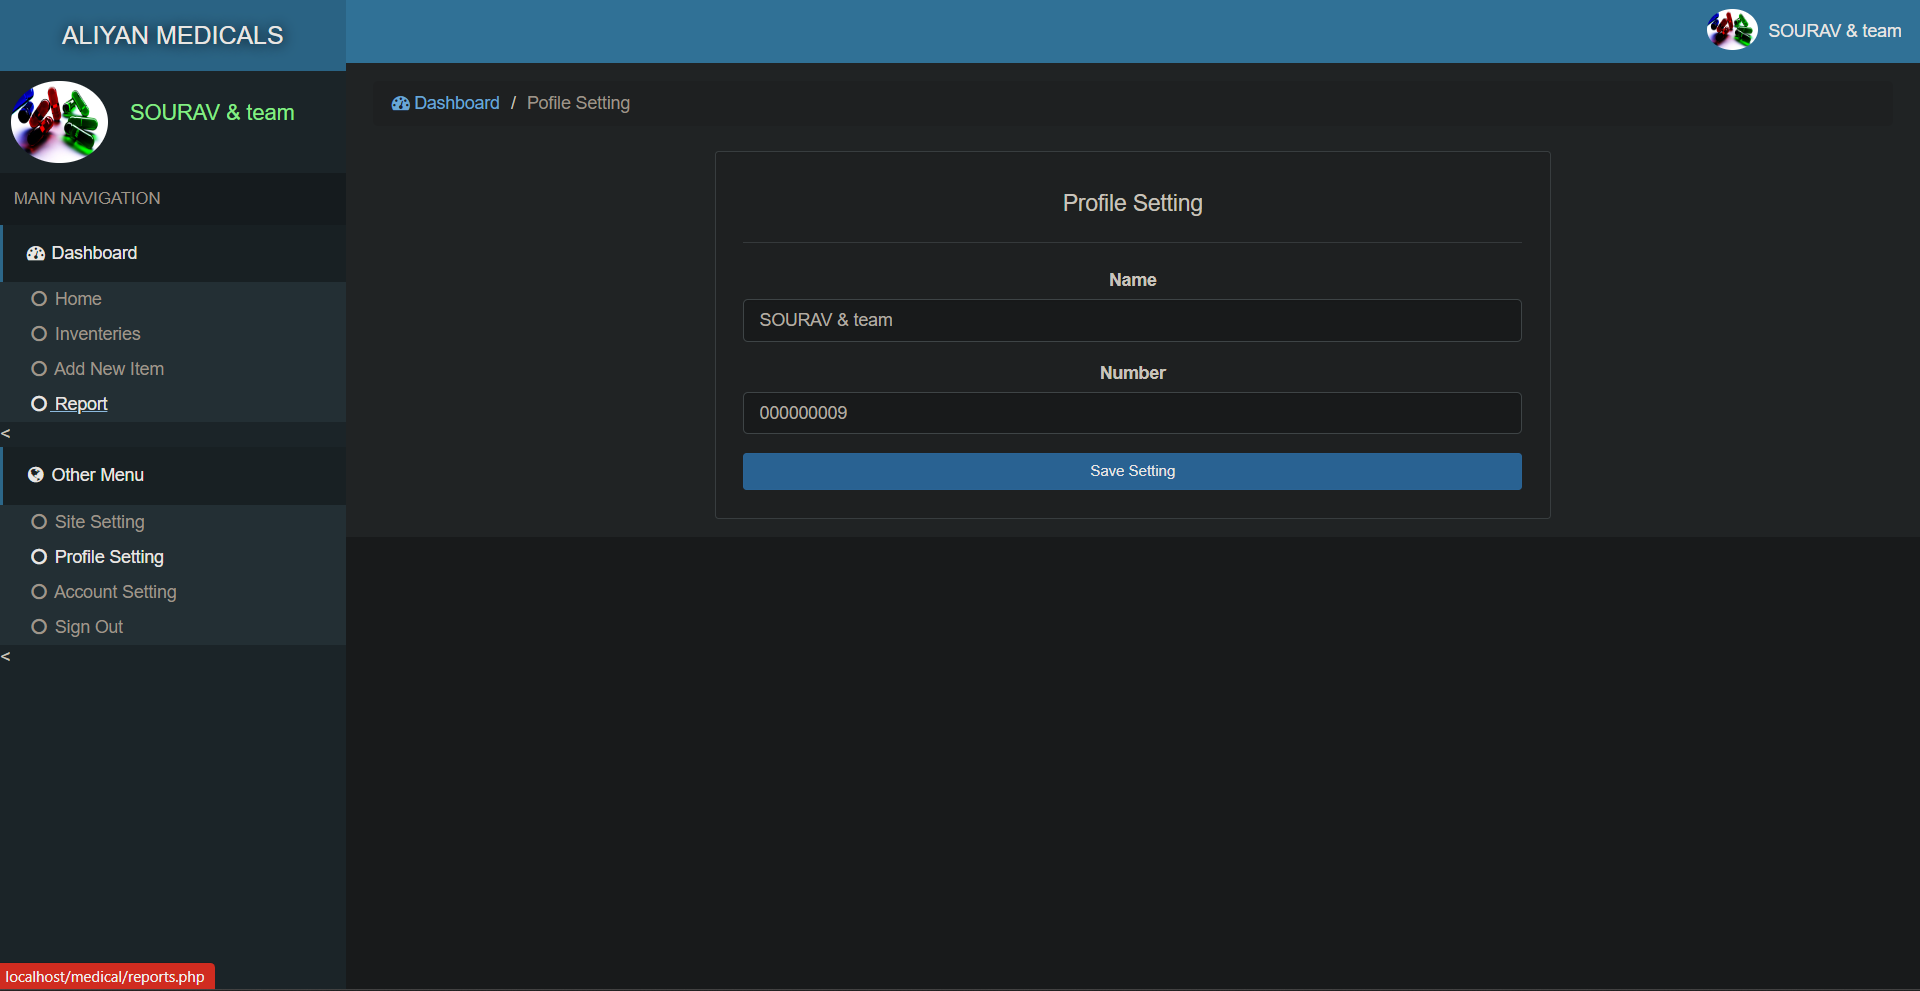 ALIYAN MEDICALS
SOURAV & team
SOURAV & team
MAIN NAVIGATION
Dashboard
Home
Inventeries
Add New Item
Report
<
Other Menu
Site Setting
Profile Setting
Account Setting
Sign Out
<
Dashboard / Pofile Setting
Profile Setting
Name
SOURAV & team
Number
000000009
Save Setting
localhost/medical/reports.php